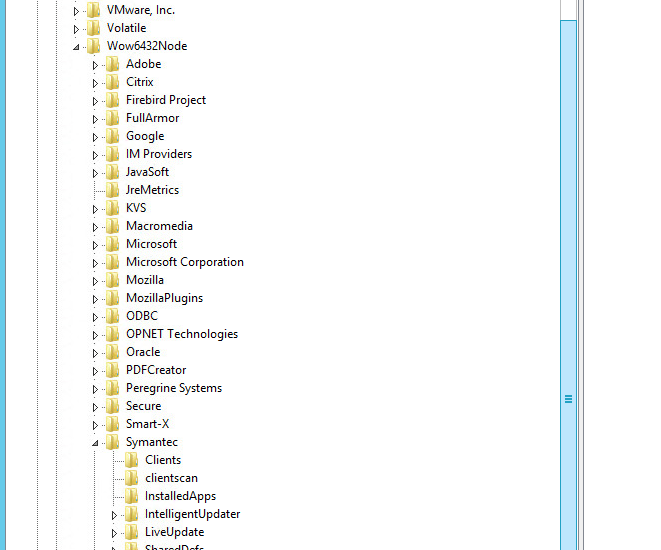 VMware, Inc.
Volatile
Wow6432Node
Adobe
Citrix
Firebird Project
FullArmor
Google
IM Providers
JavaSoft
JreMetrics
KVS
Macromedia
Microsoft
Microsoft Corporation
Mozilla
MozillaPlugins
ODBC
OPNET Technologies
Oracle
PDFCreator
Peregrine Systems
Secure
Smart-X
Symantec
Clients
clientscan
InstalledApps
IntelligentUpdater
LiveUpdate
SharedDefs